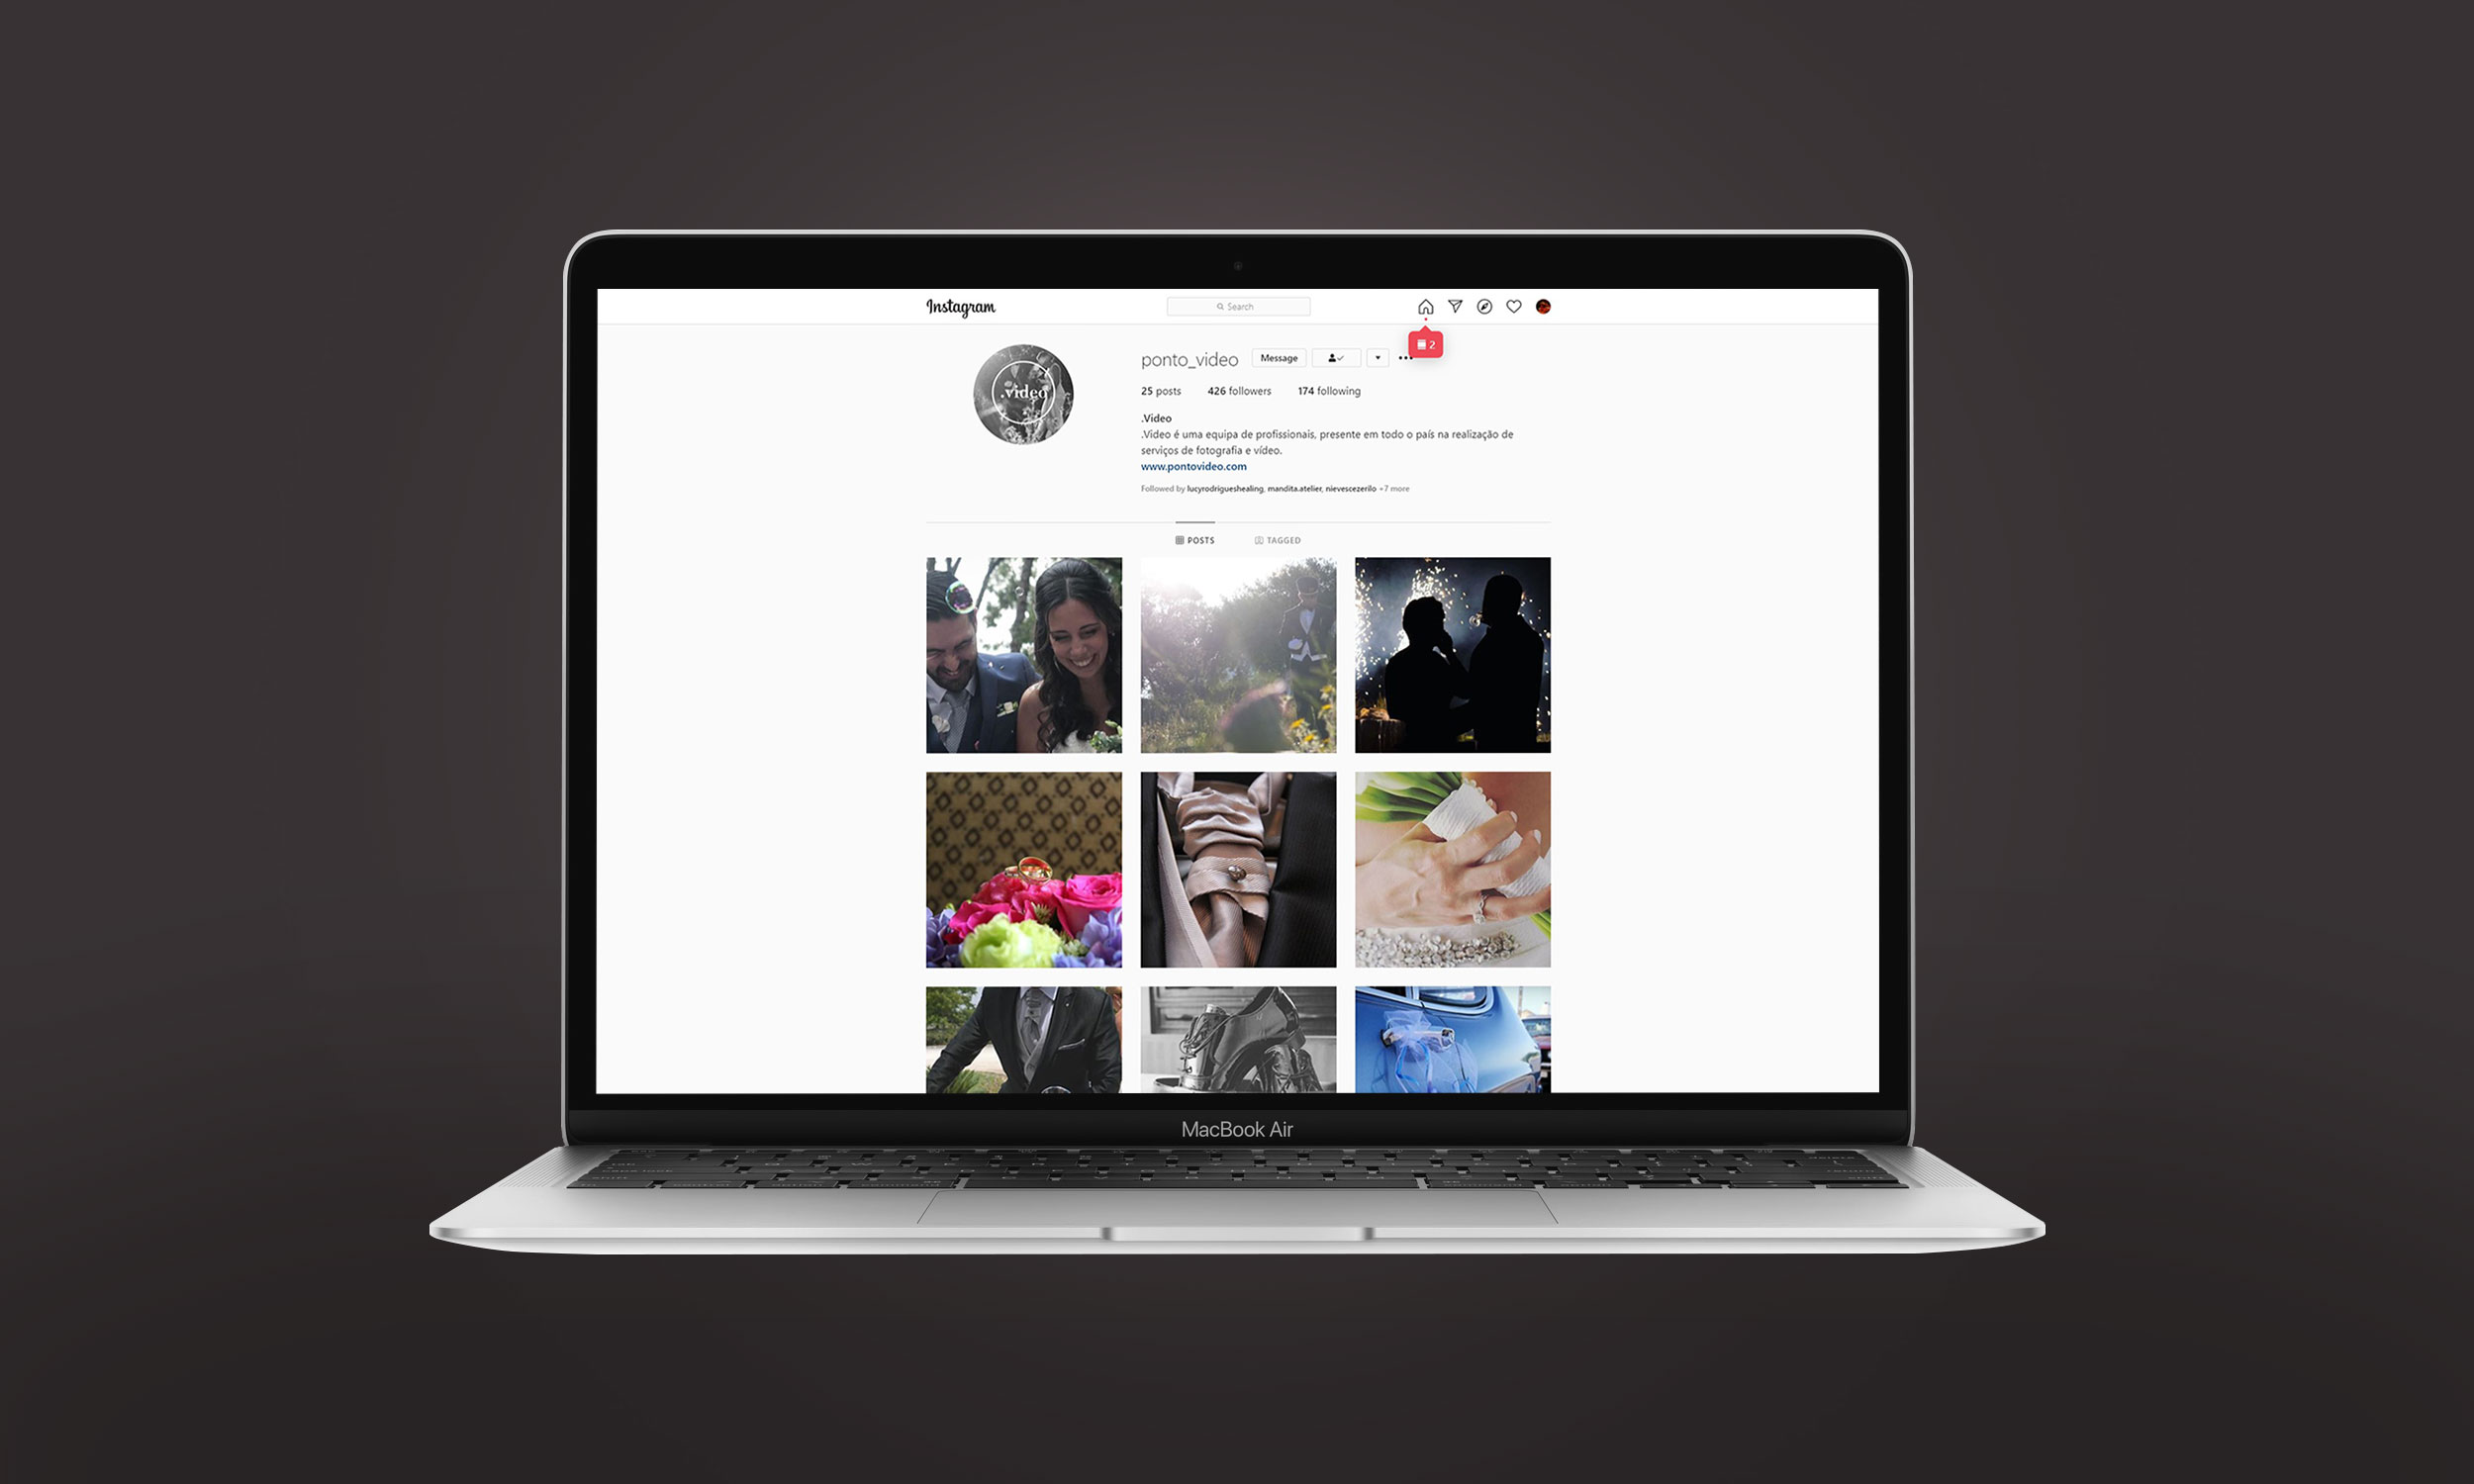 Instagram
Search
2
ponto_video Message
25 posts 426 followers 174 following
.video
.Video
.Video é uma equipa de profissionais, presente em todo o país na realização de
serviços de fotografia e vídeo.
www.pontovideo.com
Followed by lucyrodrigueshealing, mandita.atelier, nievescezerilo +7 more
POSTS TAGGED
MacBook Air